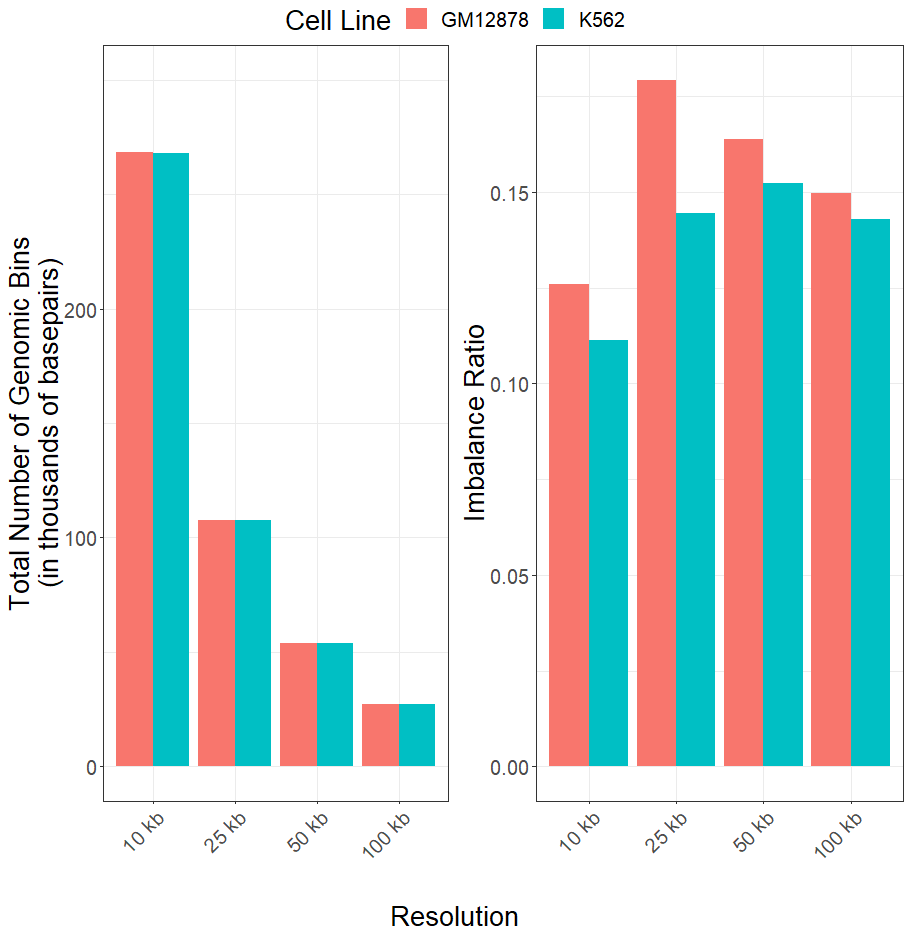 Cell Line GM12878 K562
Total Number of Genomic Bins
(in thousands of basepairs)
200
100
0
10 kb
25 kb
50 kb
100 kb
Imbalance Ratio
0.15
0.10
0.05
0.00
10 kb
25 kb
50 kb
100 kb
Resolution